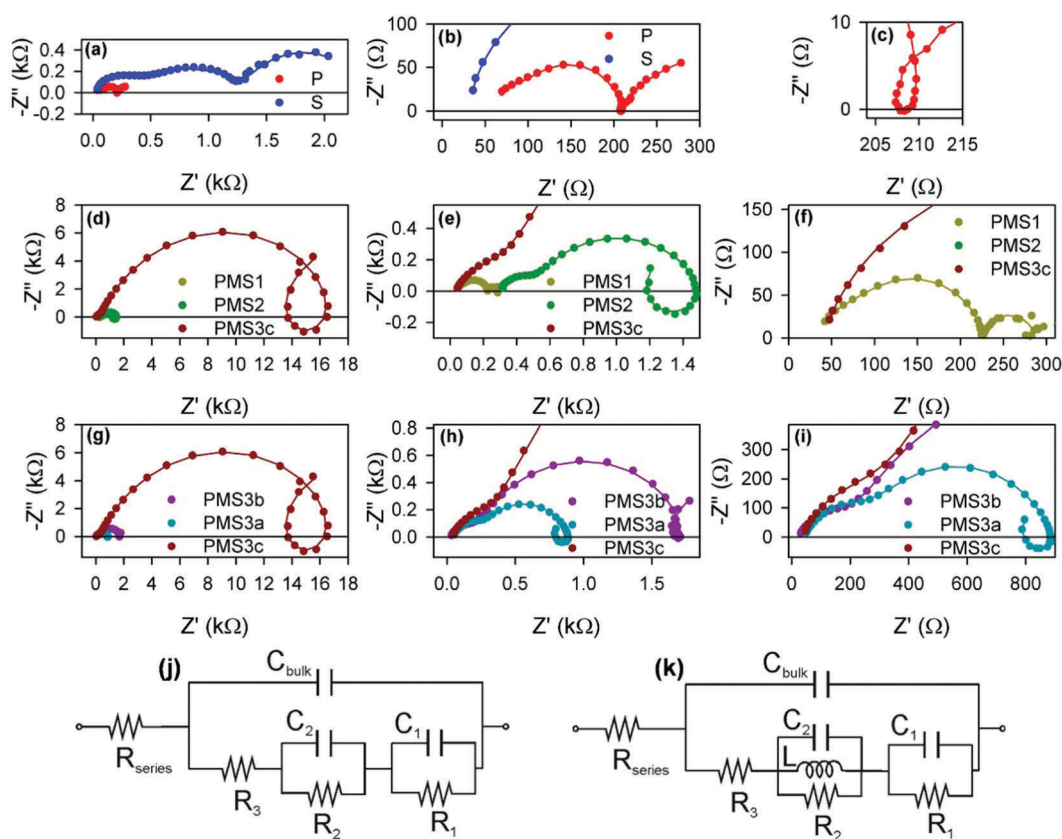 (a)
-Z'' (kΩ)
0.4
0.2
0.0
-0.2
P
S
0.0 0.5 1.0 1.5 2.0
Z' (kΩ)
(b)
-Z'' (Ω)
100
50
0
P
S
0 50 100 150 200 250 300
Z' (Ω)
(c)
-Z'' (Ω)
10
0
205 210 215
Z' (Ω)
(d)
-Z'' (kΩ)
8
6
4
2
0
-2
PMS1
PMS2
PMS3c
0 2 4 6 8 10 12 14 16 18
Z' (kΩ)
(e)
-Z'' (kΩ)
0.4
0.2
0.0
-0.2
PMS1
PMS2
PMS3c
0.0 0.2 0.4 0.6 0.8 1.0 1.2 1.4
Z' (kΩ)
(f)
-Z'' (Ω)
150
100
50
0
PMS1
PMS2
PMS3c
0 50 100 150 200 250 300
Z' (Ω)
(g)
-Z'' (kΩ)
8
6
4
2
0
-2
PMS3b
PMS3a
PMS3c
0 2 4 6 8 10 12 14 16 18
Z' (kΩ)
(h)
-Z'' (kΩ)
0.8
0.6
0.4
0.2
0.0
PMS3b
PMS3a
PMS3c
0.0 0.5 1.0 1.5
Z' (kΩ)
(i)
-Z'' (Ω)
300
200
100
0
PMS3b
PMS3a
PMS3c
0 200 400 600 800
Z' (Ω)
(j)
C bulk
C2
C1
R series
R3
R2
R1
(k)
C bulk
C2
C1
L
R series
R3
R2
R1